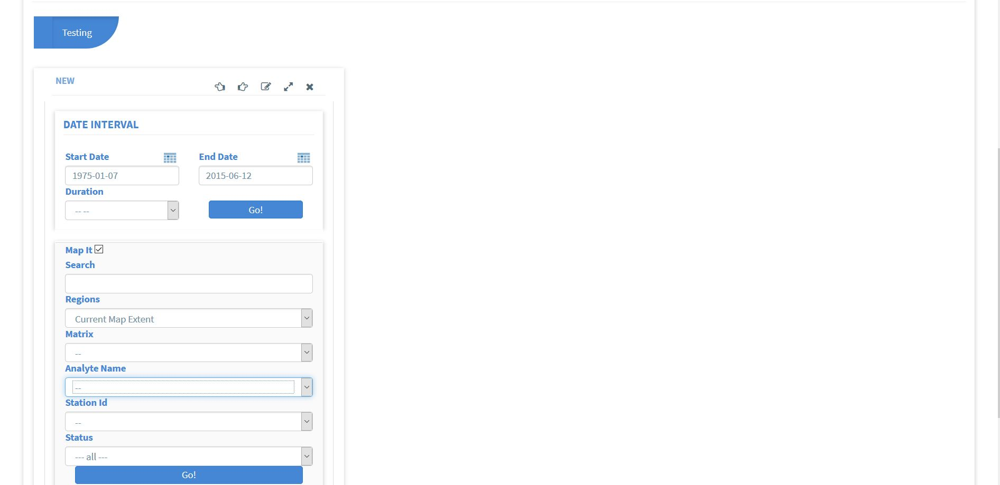 Testing
NEW
DATE INTERVAL
Start Date End Date
1975-01-07 2015-06-12
Duration
-- -- Go!
Map It
Search
Regions
Current Map Extent
Matrix
--
Analyte Name
--
Station Id
--
Status
--- all ---
Go!